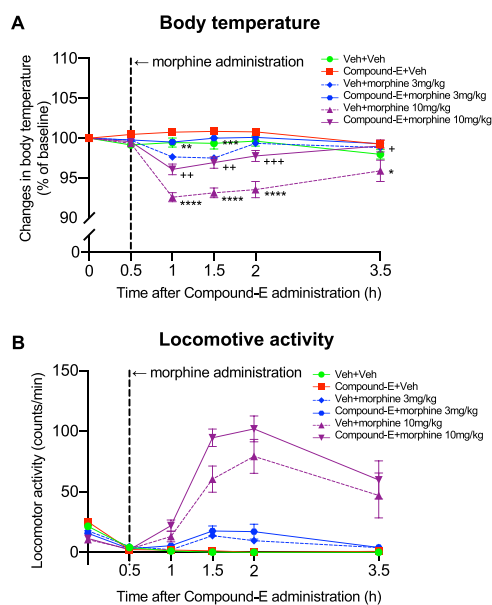 A
Body temperature
110
105
100
95
90
0
Changes in body temperature
(% of baseline)
← morphine administration
Veh+Veh
Compound-E+Veh
Veh+morphine 3mg/kg
Compound-E+morphine 3mg/kg
Veh+morphine 10mg/kg
Compound-E+morphine 10mg/kg
**
***
++
++
+++
****
****
****
+
*
0
0.5
1
1.5
2
3.5
Time after Compound-E administration (h)
B
Locomotive activity
150
100
50
0
Locomotor activity (counts/min)
← morphine administration
Veh+Veh
Compound-E+Veh
Veh+morphine 3mg/kg
Compound-E+morphine 3mg/kg
Veh+morphine 10mg/kg
Compound-E+morphine 10mg/kg
0.5
1
1.5
2
3.5
Time after Compound-E administration (h)